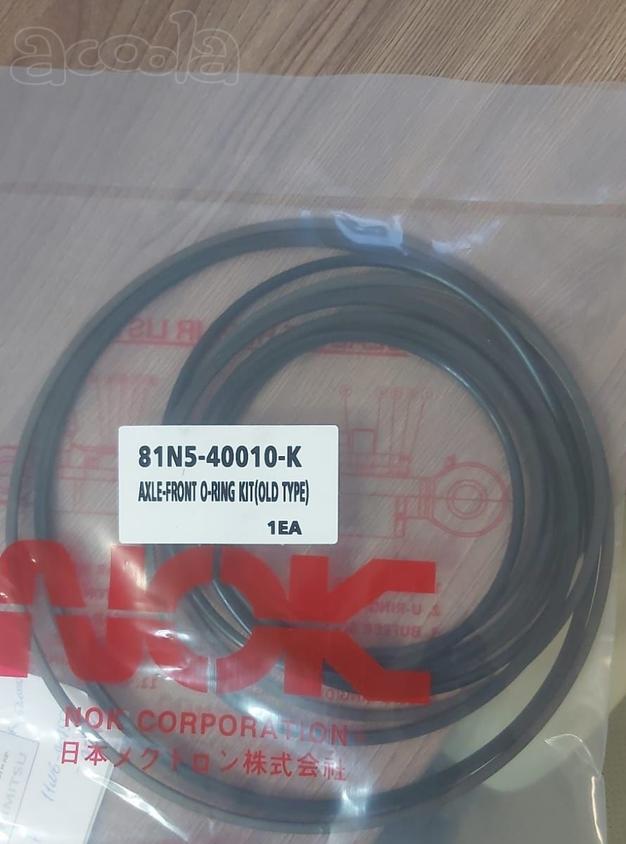 acoola
81N5-40010-K
AXLE-FRONT O-RING KIT(OLD TYPE)
1EA
NOK
NOK CORPORATION
日本メクトロン株式会社